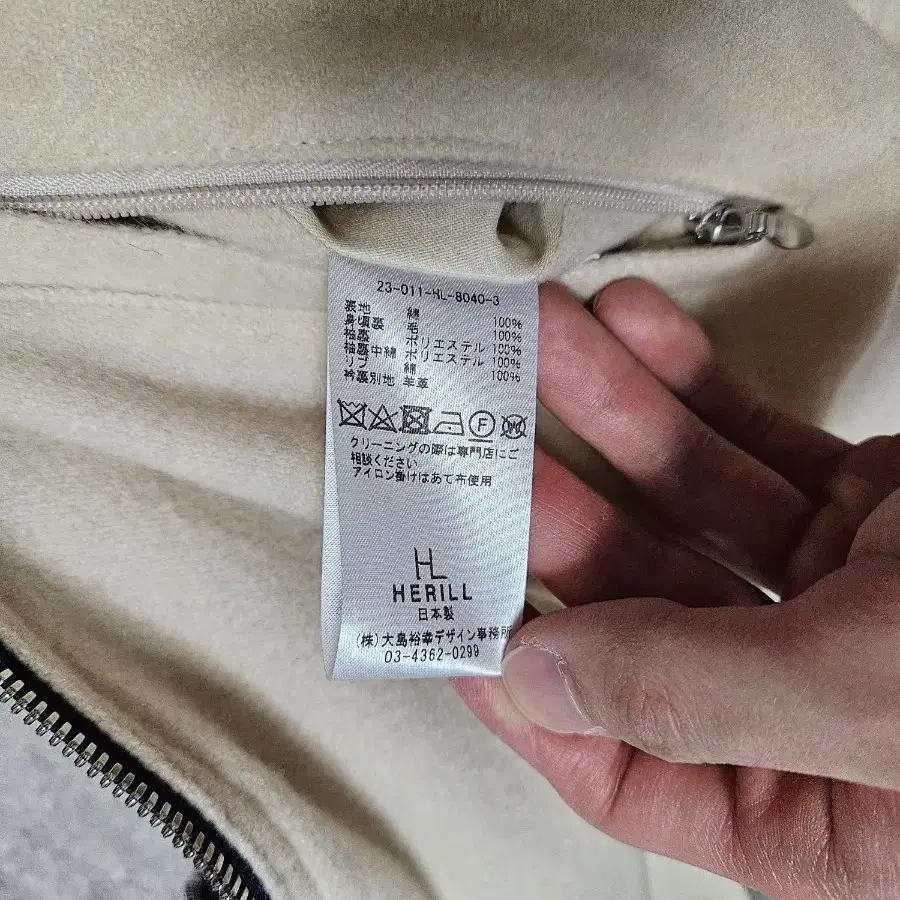 23-011-HL-8040-3
表地 綿 100%
身頃裏 毛 100%
袖裏 ポリエステル 100%
袖裏中綿 ポリエステル 100%
リブ 綿 100%
衿裏別地 羊革
F
W
クリーニングの際は専門店にご
相談ください
アイロン掛けはあて布使用
HL
HERILL
日本製
(株)大島裕幸デザイン事務所
03-4362-0299